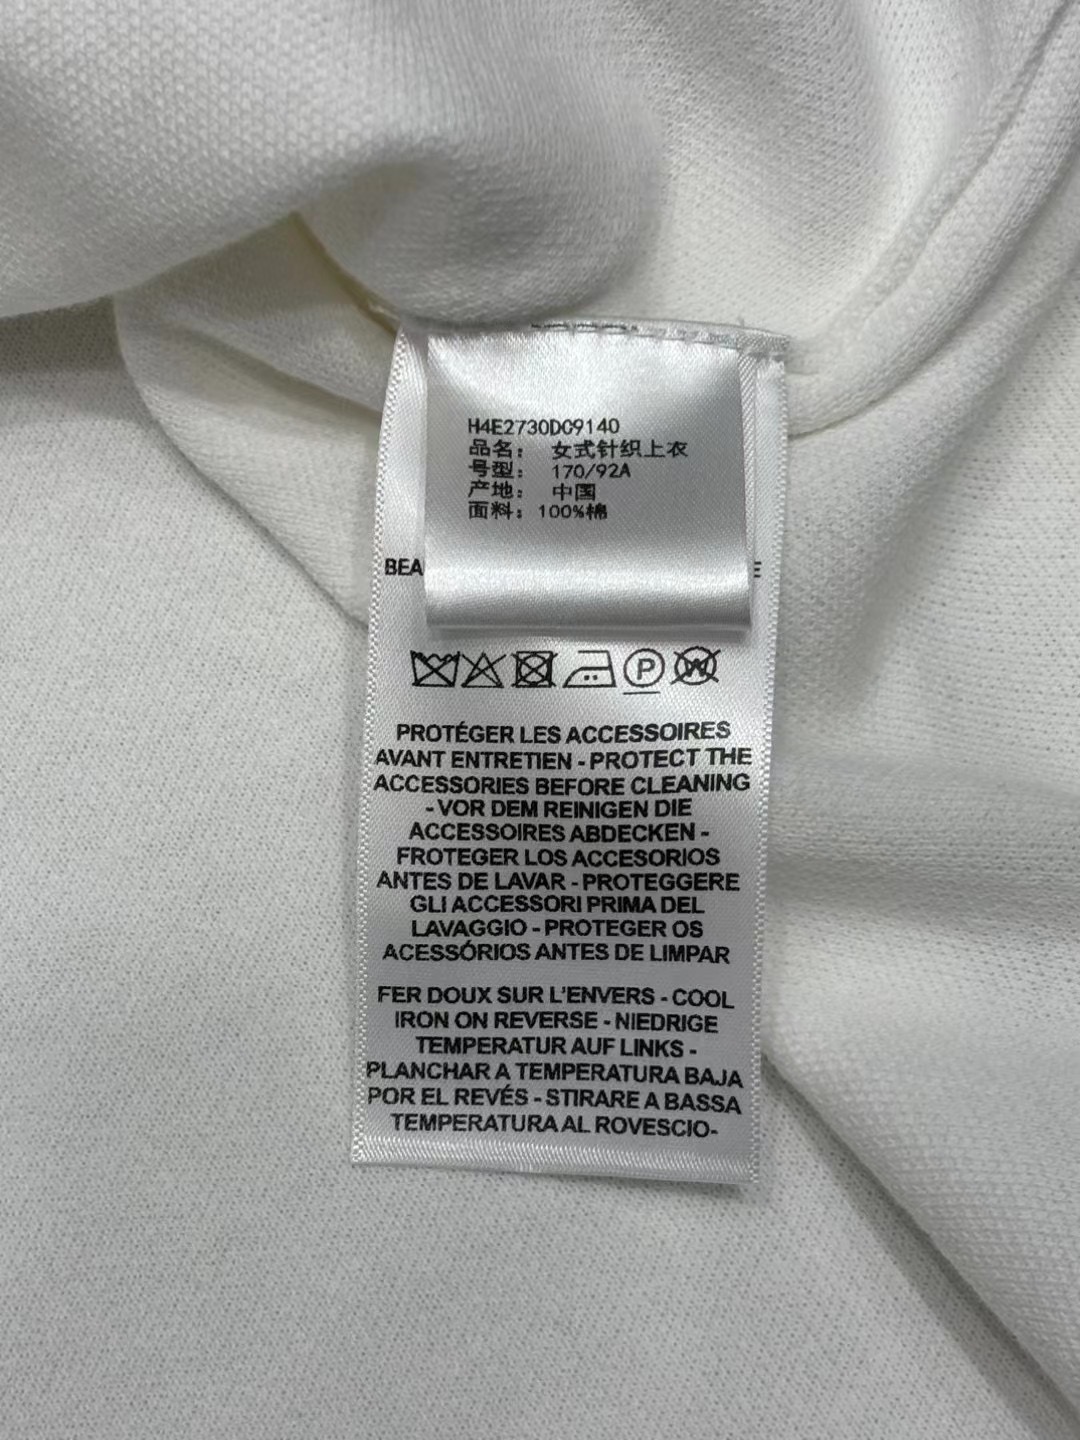 H4E2730D09140
品名： 女式针织上衣
号型： 170/92A
产地： 中国
面料：100%棉
P
W
PROTÉGER LES ACCESSOIRES
AVANT ENTRETIEN - PROTECT THE
ACCESSORIES BEFORE CLEANING
- VOR DEM REINIGEN DIE
ACCESSOIRES ABDECKEN -
FROTEGER LOS ACCESORIOS
ANTES DE LAVAR - PROTEGGERE
GLI ACCESSORI PRIMA DEL
LAVAGGIO - PROTEGER OS
ACESSÓRIOS ANTES DE LIMPAR
FER DOUX SUR L'ENVERS - COOL
IRON ON REVERSE - NIEDRIGE
TEMPERATUR AUF LINKS -
PLANCHAR A TEMPERATURA BAJA
POR EL REVÉS - STIRARE A BASSA
TEMPERATURA AL ROVESCIO-